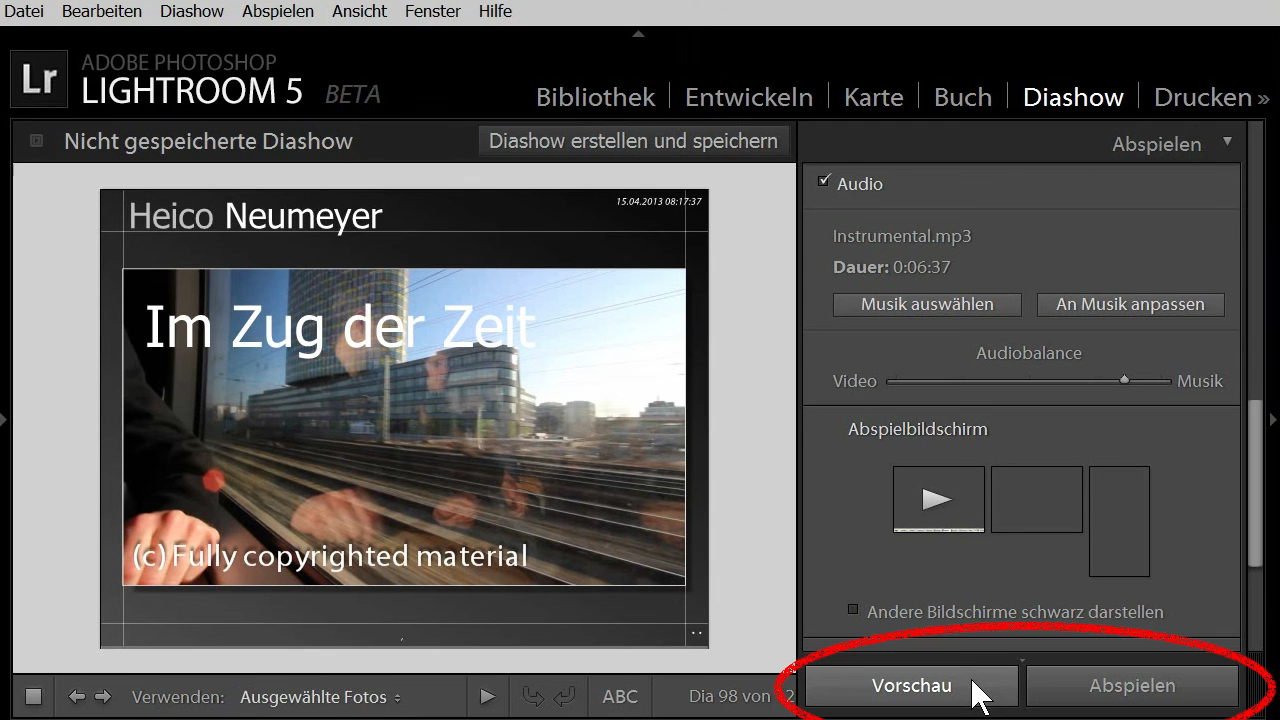 Datei Bearbeiten Diashow Abspielen Ansicht Fenster Hilfe
Lr ADOBE PHOTOSHOP
LIGHTROOM 5 BETA
Bibliothek | Entwickeln | Karte | Buch | Diashow | Drucken »
Nicht gespeicherte Diashow
Diashow erstellen und speichern
Heico Neumeyer
15.04.2013 08:17:37
Im Zug der Zeit
(c) Fully copyrighted material
Abspielen
Audio
Instrumental.mp3
Dauer: 0:06:37
Musik auswählen An Musik anpassen
Audiobalance
Video Musik
Abspielbildschirm
Andere Bildschirme schwarz darstellen
Verwenden: Ausgewählte Fotos ABC Dia 98 von
Vorschau Abspielen